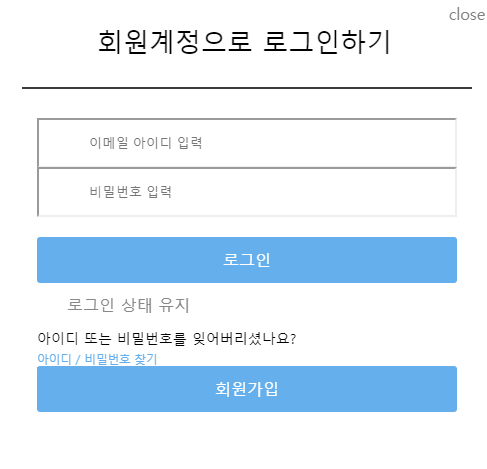 close
회원계정으로 로그인하기
이메일 아이디 입력
비밀번호 입력
로그인
로그인 상태 유지
아이디 또는 비밀번호를 잊어버리셨나요?
아이디 / 비밀번호 찾기
회원가입